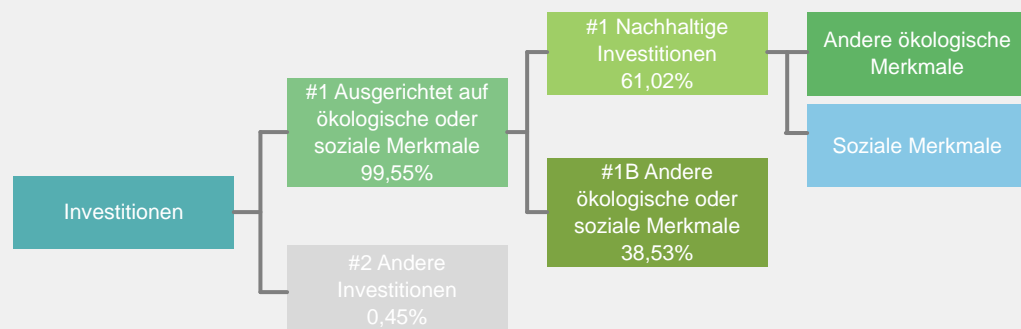 Investitionen
#1 Ausgerichtet auf
ökologische oder
soziale Merkmale
99,55%
#2 Andere
Investitionen
0,45%
#1 Nachhaltige
Investitionen
61,02%
#1B Andere
ökologische oder
soziale Merkmale
38,53%
Andere ökologische
Merkmale
Soziale Merkmale